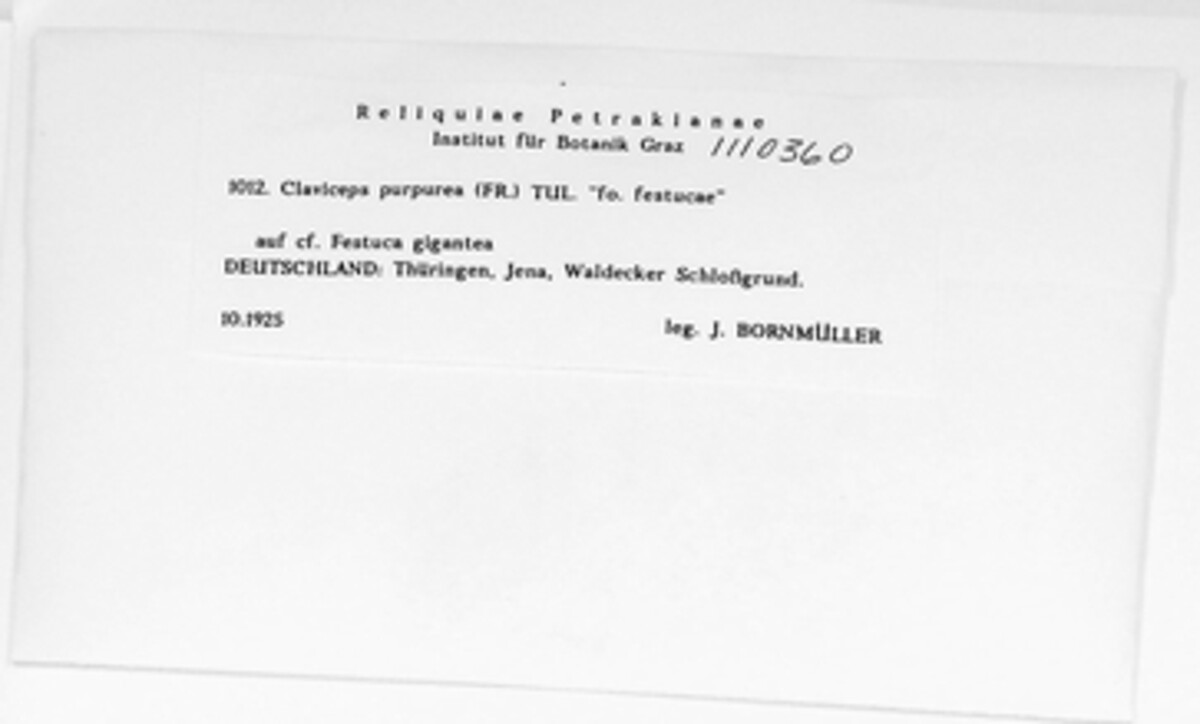 Reliquiae Petrakianae
Institut für Botanik Graz 1110360
1012. Claviceps purpurea (FR.) TUL. "fo. festucae"
auf cf. Festuca gigantea
DEUTSCHLAND: Thüringen, Jena, Waldecker Schloßgrund.
10.1925 leg. J. BORNMÜLLER